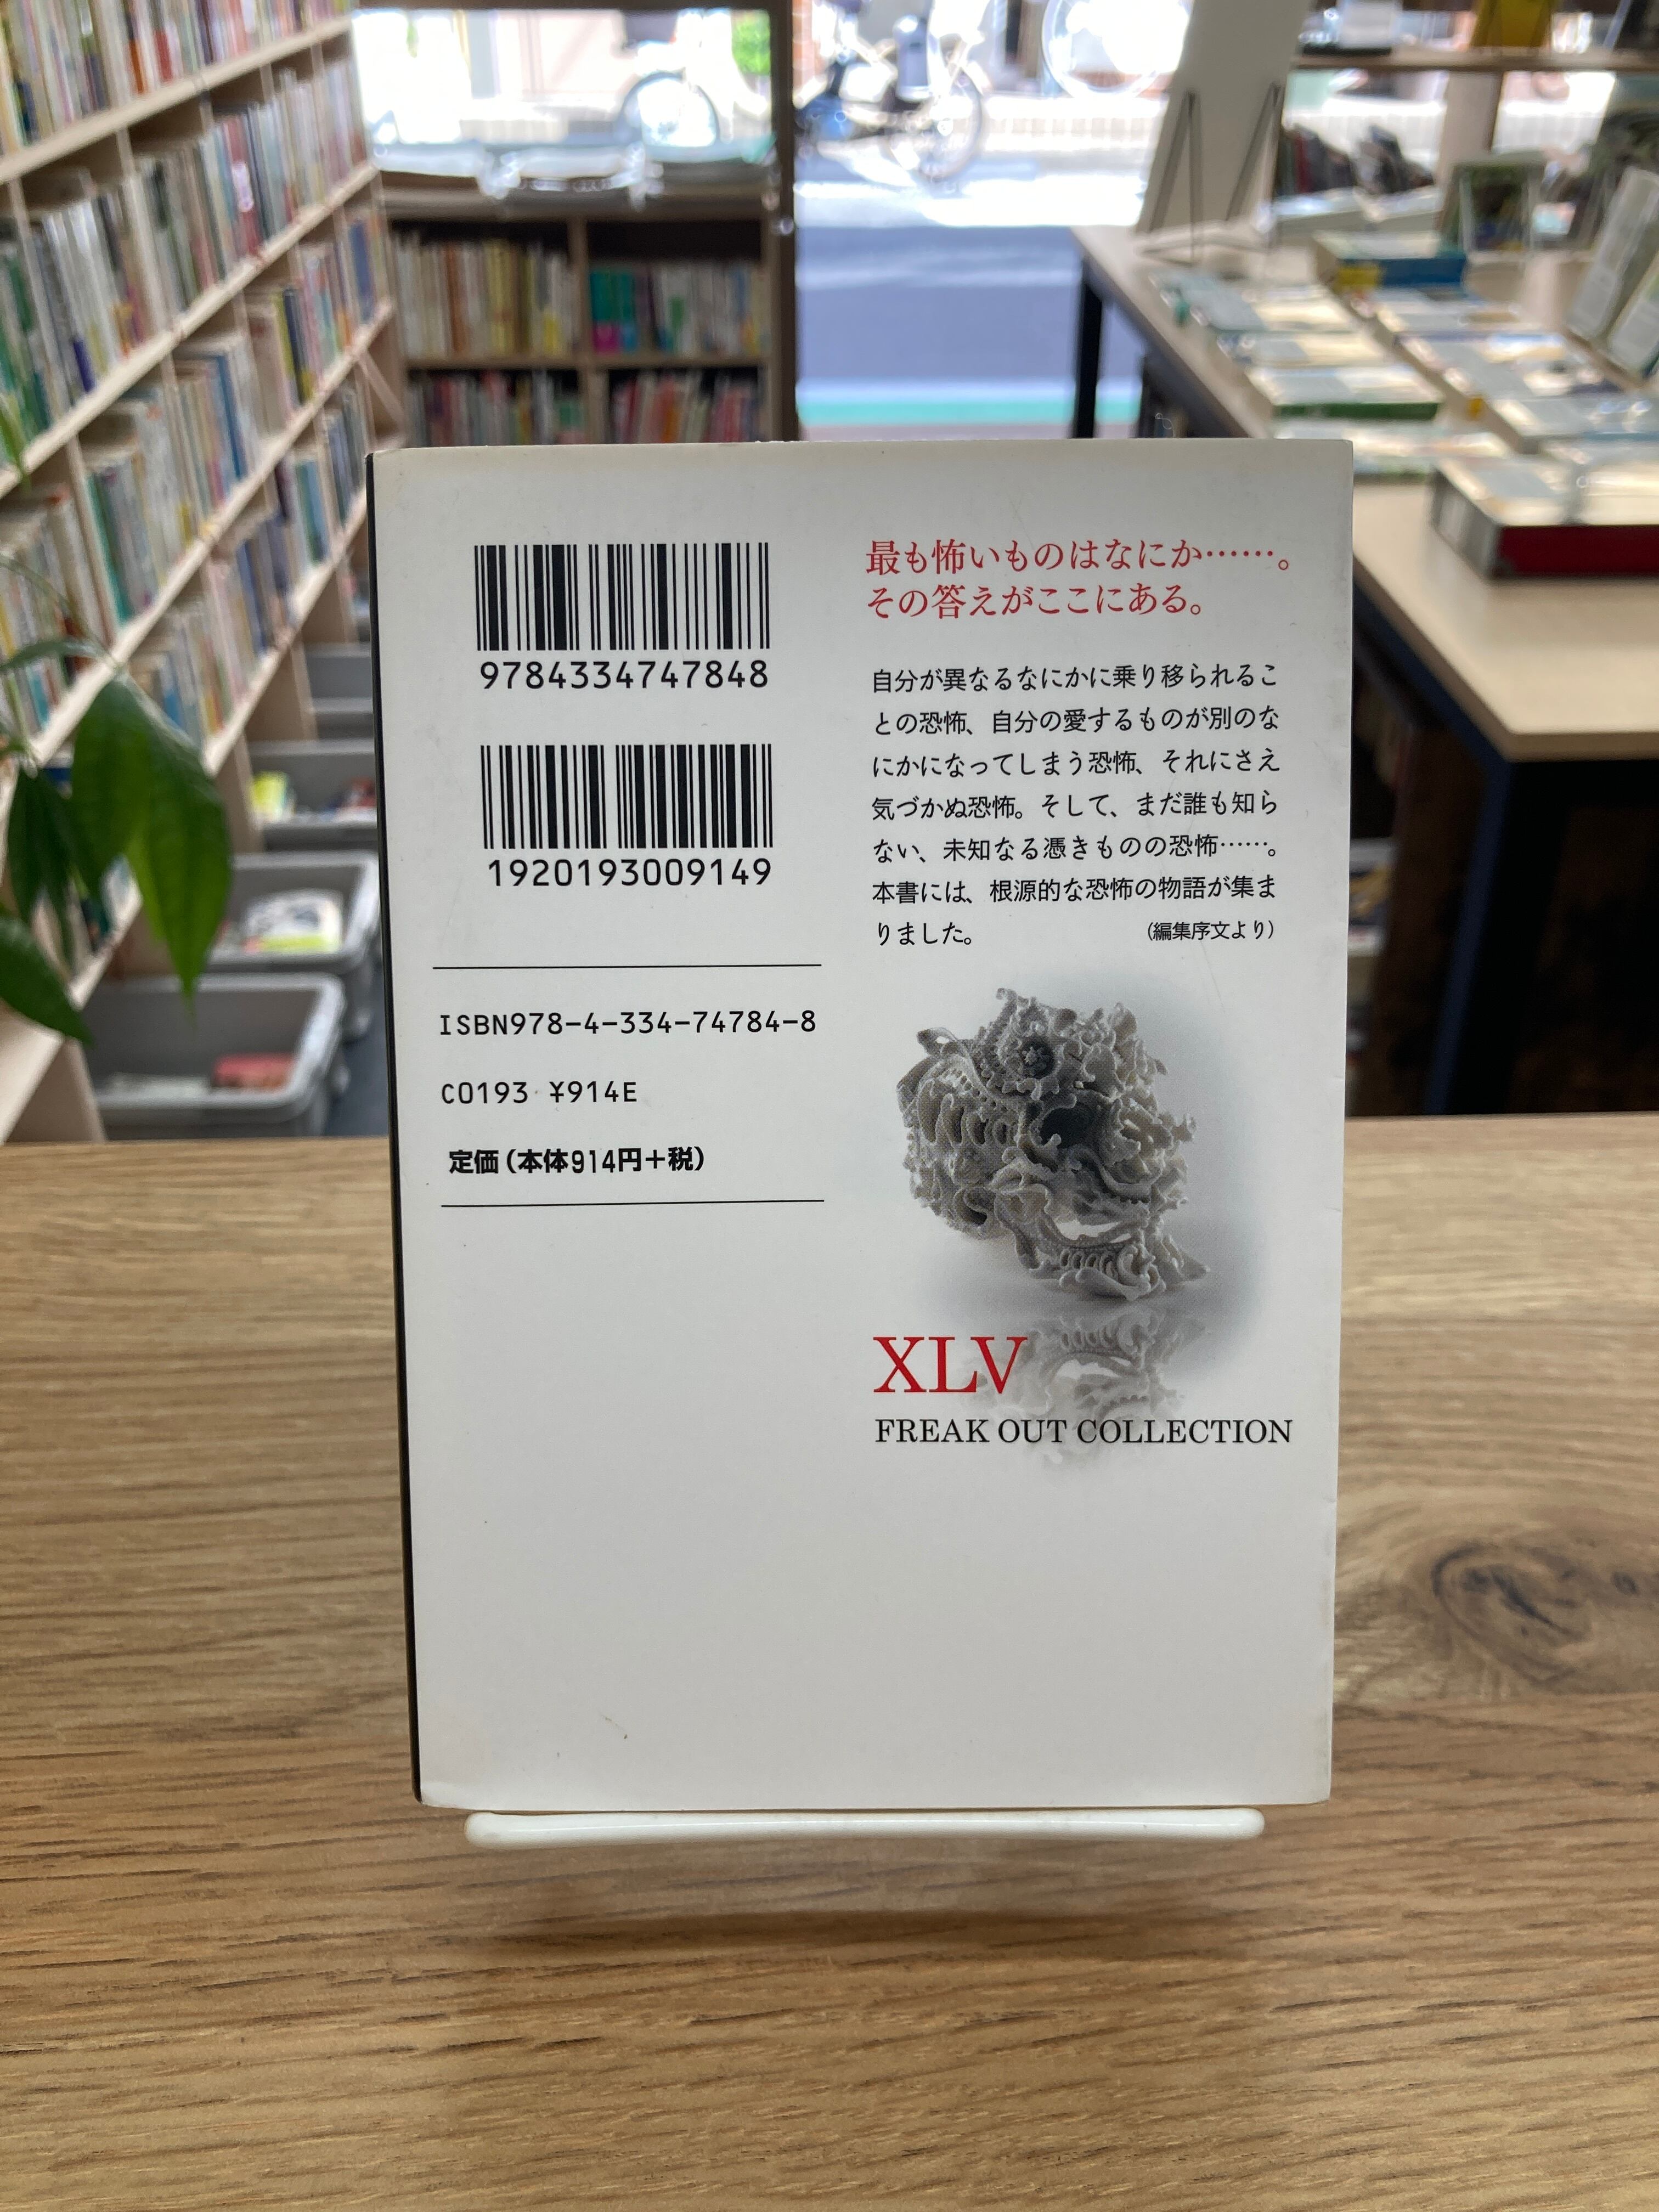 9784334747848
1920193009149
ISBN978-4-334-74784-8
C0193 ¥914E
定価(本体914円+税)
最も怖いものはなにか……。
その答えがここにある。
自分が異なるなにかに乗り移られるこ
との恐怖、自分の愛するものが別のな
にかになってしまう恐怖、それにさえ
気づかぬ恐怖。そして、まだ誰も知ら
ない、未知なる憑きものの恐怖……。
本書には、根源的な恐怖の物語が集ま
りました。 (編集序文より)
XLV
FREAK OUT COLLECTION